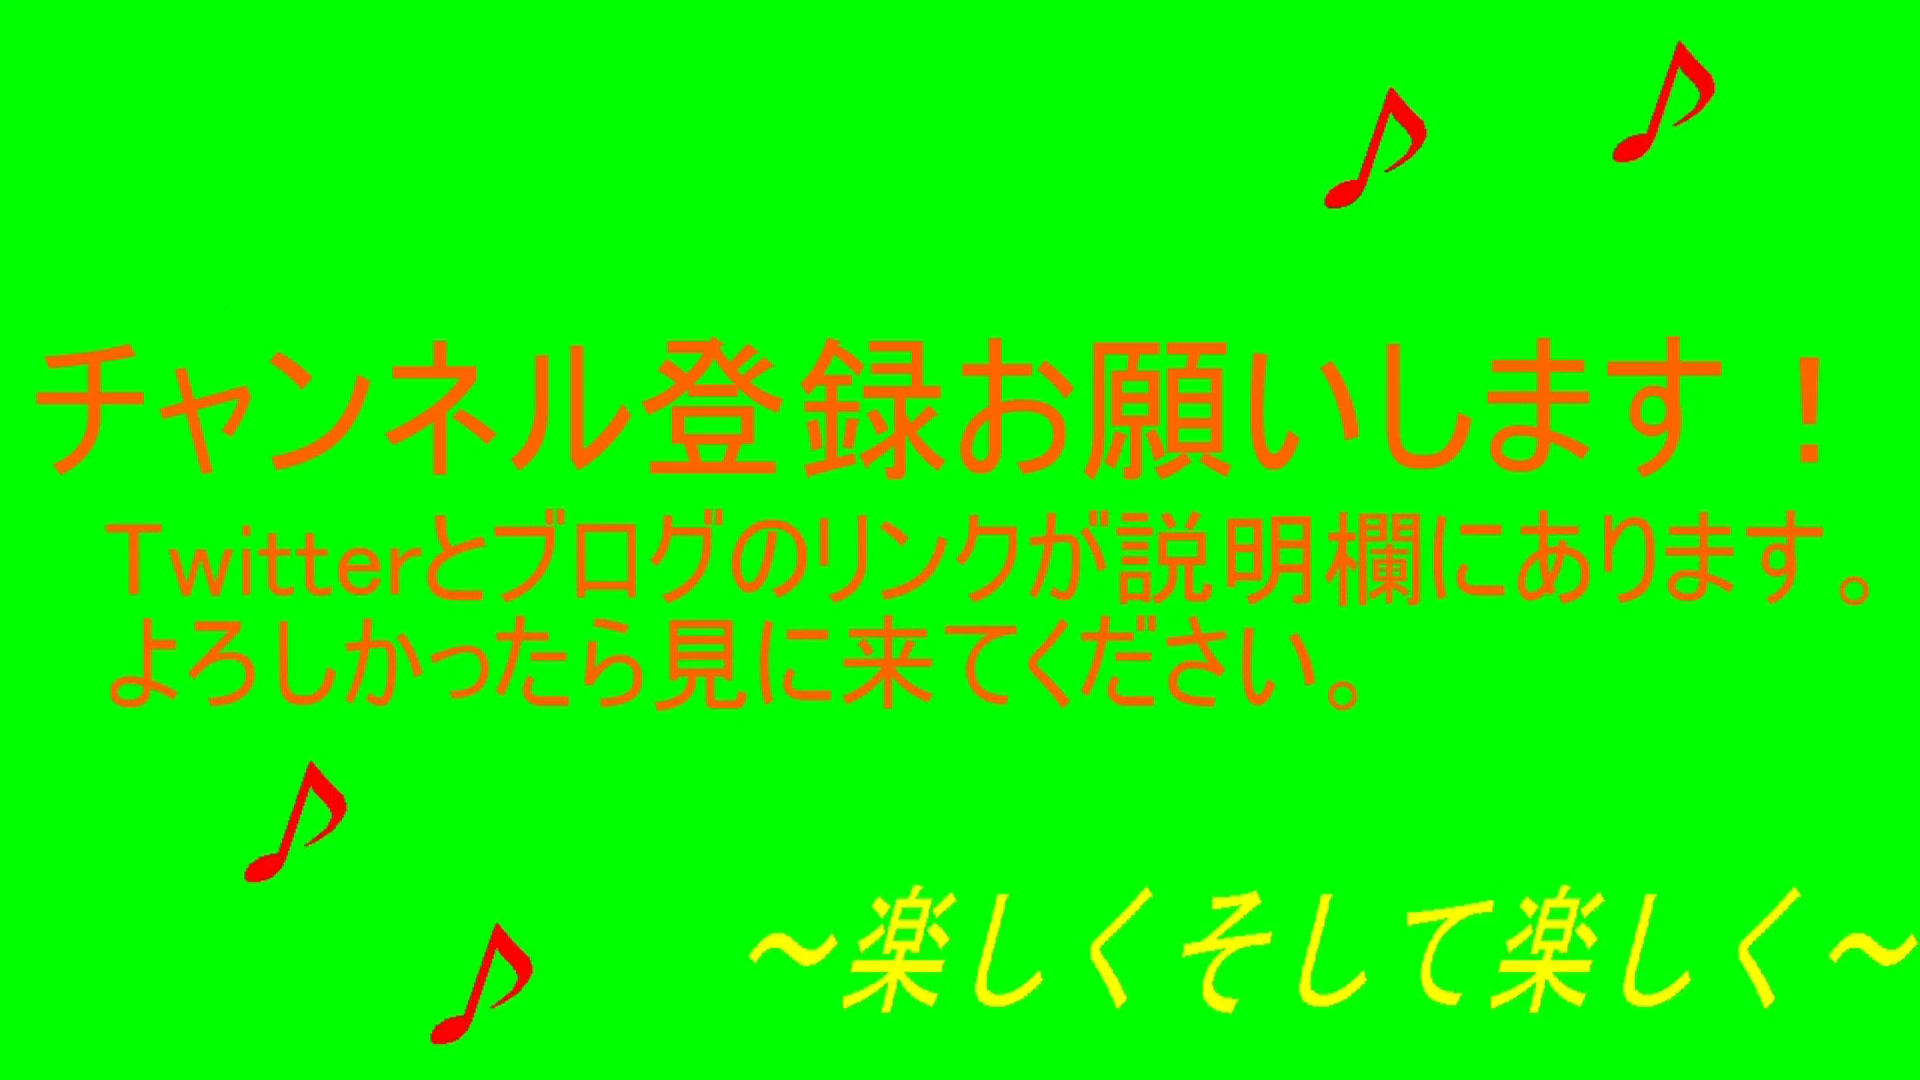 チャンネル登録お願いします！
Twitterとブログのリンクが説明欄にあります。
よろしかったら見に来てください。
～楽しくそして楽しく～